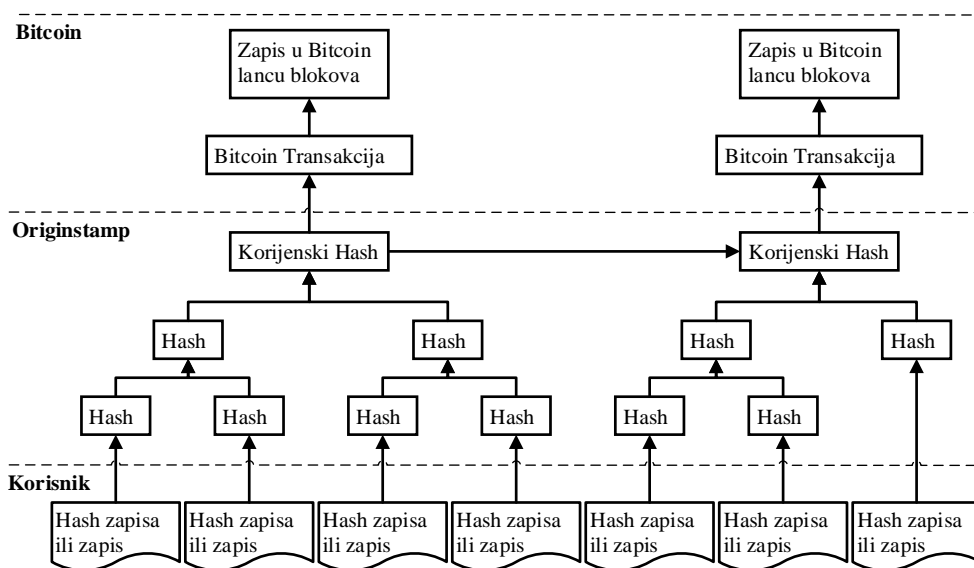 Bitcoin
Zapis u Bitcoin
lancu blokova
Zapis u Bitcoin
lancu blokova
Bitcoin Transakcija
Bitcoin Transakcija
Originstamp
Korijenski Hash
Korijenski Hash
Hash
Hash
Hash
Hash
Hash
Hash
Hash
Hash
Hash
Hash
Korisnik
Hash zapisa
ili zapis
Hash zapisa
ili zapis
Hash zapisa
ili zapis
Hash zapisa
ili zapis
Hash zapisa
ili zapis
Hash zapisa
ili zapis
Hash zapisa
ili zapis